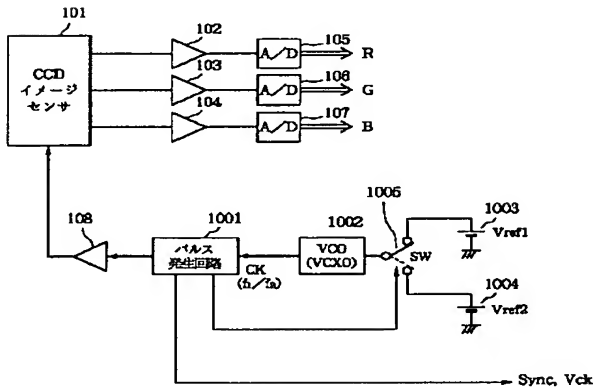 101
CCD
イメージ
センサ
102
103
104
A/D
105
R
A/D
106
G
A/D
107
B
108
1001
パルス
発生回路
CK
(f₁/f₂)
1002
VCO
(VCXO)
1005
SW
1003
Vref1
1004
Vref2
Sync, Vck